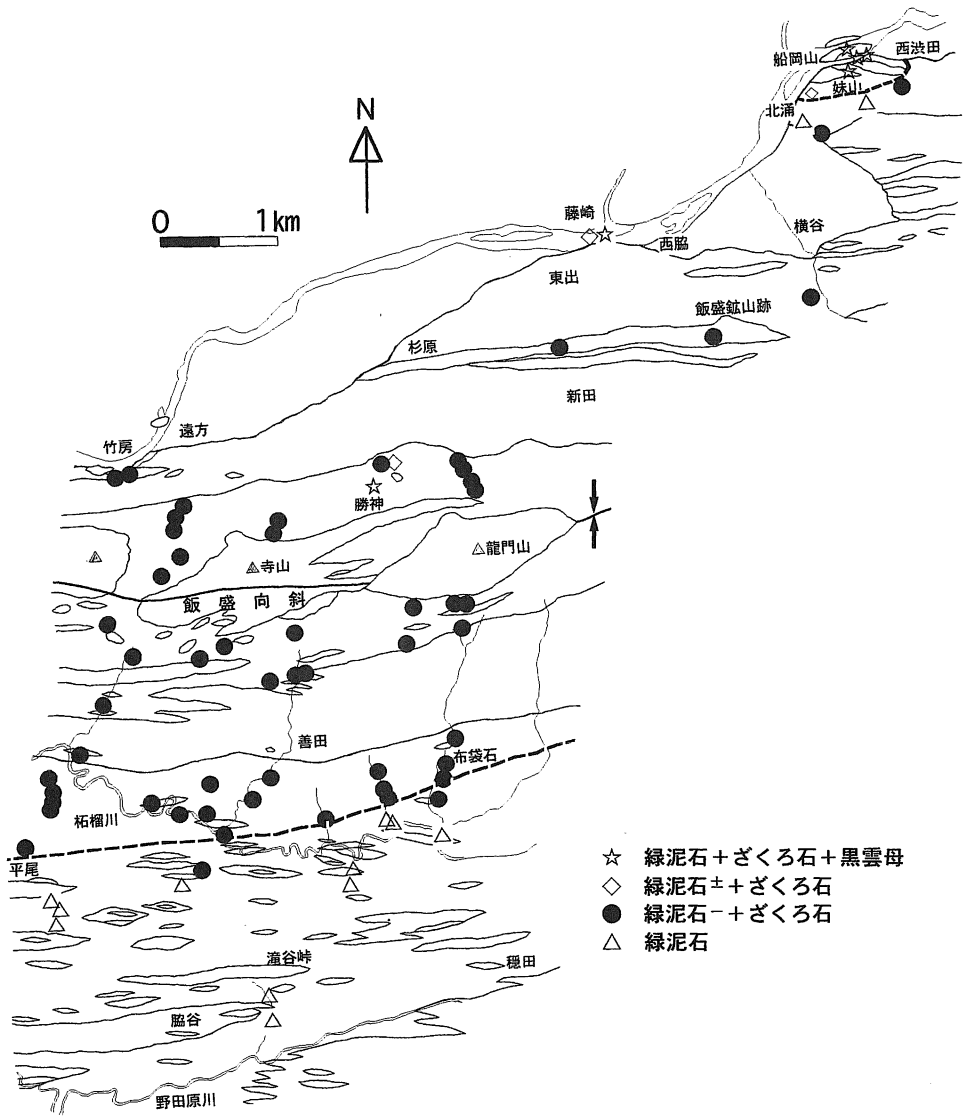 船岡山
西渋田
妹山
北涌
N
0 1km
藤崎
西脇
横谷
東出
飯盛鉱山跡
杉原
新田
遠方
竹房
勝神
龍門山
寺山
飯盛向斜
善田
布袋石
柘榴川
平尾
滝谷峠
穏田
脇谷
野田原川
緑泥石+ざくろ石+黒雲母
緑泥石±+ざくろ石
緑泥石−+ざくろ石
緑泥石